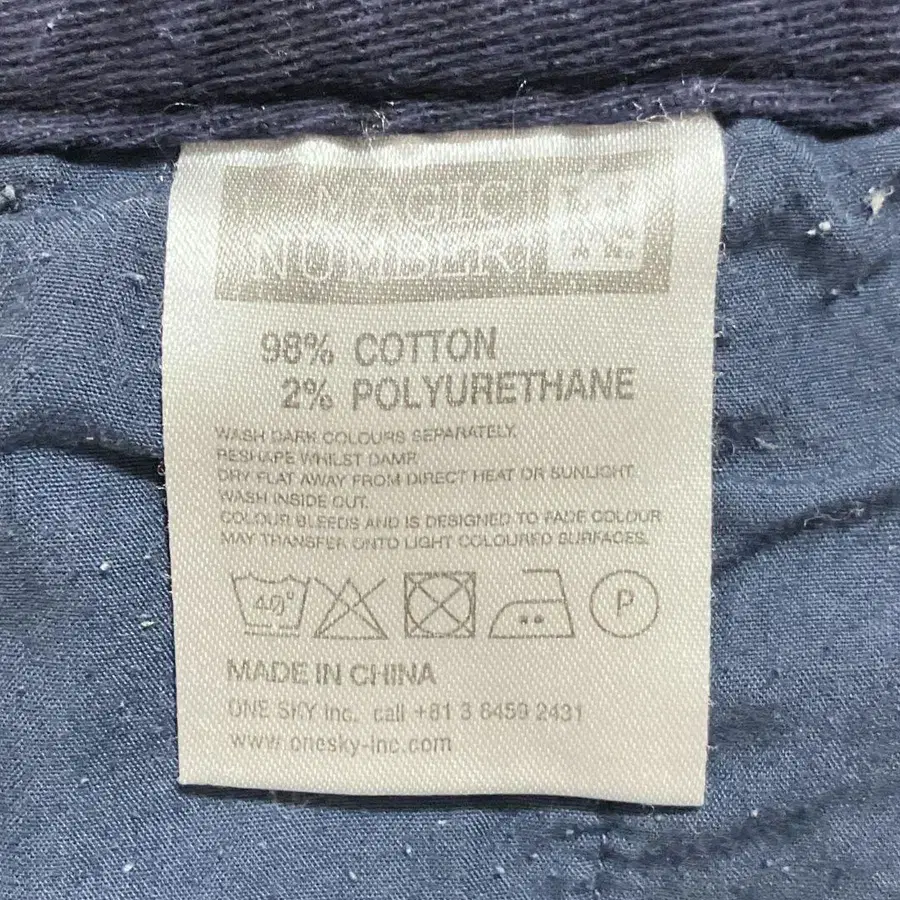 MAGIC
NUMBER
98% COTTON
2% POLYURETHANE
WASH DARK COLOURS SEPARATELY.
RESHAPE WHILST DAMP.
DRY FLAT AWAY FROM DIRECT HEAT OR SUNLIGHT.
WASH INSIDE OUT.
COLOUR BLEEDS AND IS DESIGNED TO FADE COLOUR
MAY TRANSFER ONTO LIGHT COLOURED SURFACES.
40° P
MADE IN CHINA
ONE SKY Inc. call +81 3 6459 2431
www.onesky-inc.com